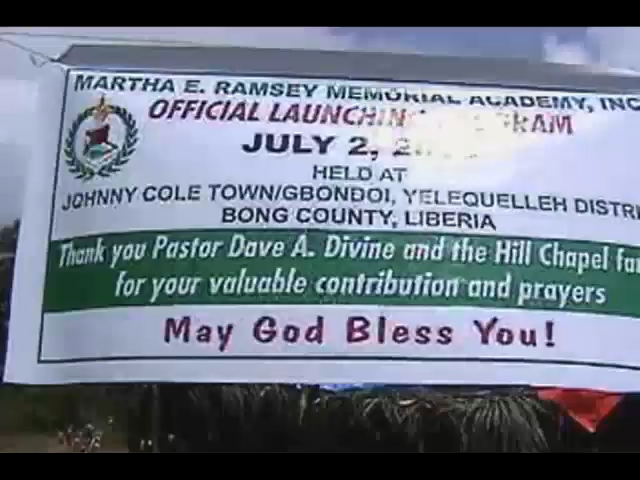 MARTHA E. RAMSEY MEMORIAL ACADEMY, INC
OFFICIAL LAUNCHING
JULY 2,
HELD AT
JOHNNY COLE TOWN/GBONDOI, YELEQUELLEH DISTRI
BONG COUNTY, LIBERIA
Thank you Pastor Dave A. Divine and the Hill Chapel fa
for your valuable contribution and prayers
May God Bless You!